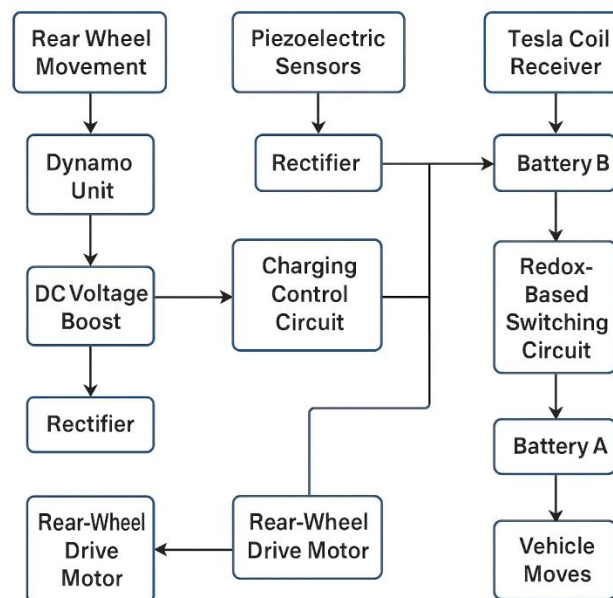 Rear Wheel
Movement
Piezoelectric
Sensors
Tesla Coil
Receiver
Dynamo
Unit
Rectifier
Battery B
DC Voltage
Boost
Charging
Control
Circuit
Redox-
Based
Switching
Circuit
Rectifier
Battery A
Rear-Wheel
Drive
Motor
Rear-Wheel
Drive Motor
Vehicle
Moves